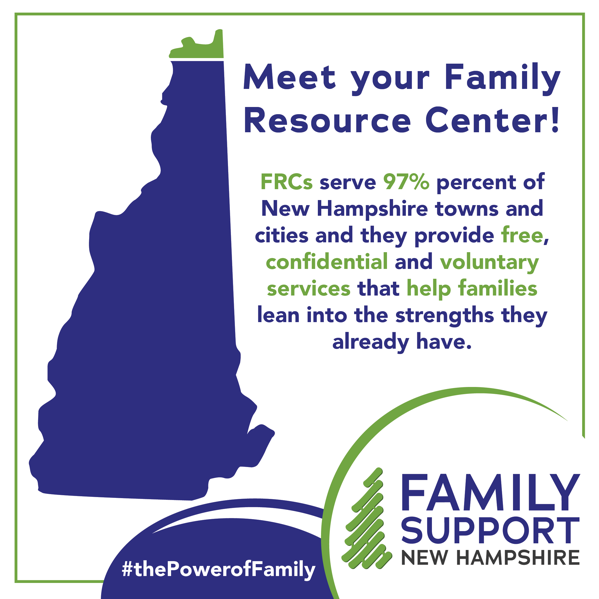 Meet your Family
Resource Center!
FRCs serve 97% percent of
New Hampshire towns and
cities and they provide free,
confidential and voluntary
services that help families
lean into the strengths they
already have.
FAMILY
SUPPORT
NEW HAMPSHIRE
#thePowerofFamily